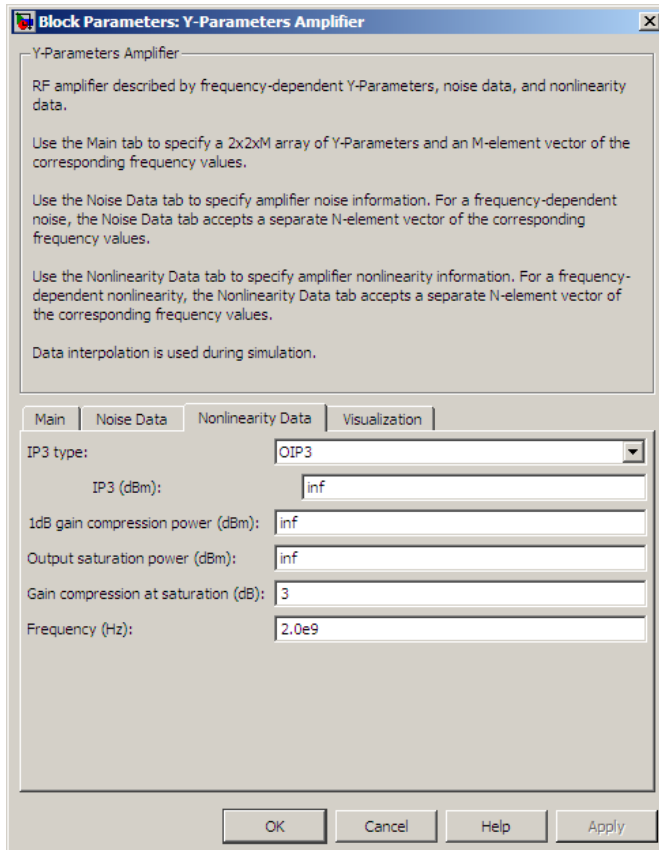 Block Parameters: Y-Parameters Amplifier
Y-Parameters Amplifier
RF amplifier described by frequency-dependent Y-Parameters, noise data, and nonlinearity
data.
Use the Main tab to specify a 2x2xM array of Y-Parameters and an M-element vector of the
corresponding frequency values.
Use the Noise Data tab to specify amplifier noise information. For a frequency-dependent
noise, the Noise Data tab accepts a separate N-element vector of the corresponding
frequency values.
Use the Nonlinearity Data tab to specify amplifier nonlinearity information. For a frequency-
dependent nonlinearity, the Nonlinearity Data tab accepts a separate N-element vector of
the corresponding frequency values.
Data interpolation is used during simulation.
Main Noise Data Nonlinearity Data Visualization
IP3 type: OIP3
IP3 (dBm): inf
1dB gain compression power (dBm): inf
Output saturation power (dBm): inf
Gain compression at saturation (dB): 3
Frequency (Hz): 2.0e9
OK Cancel Help Apply